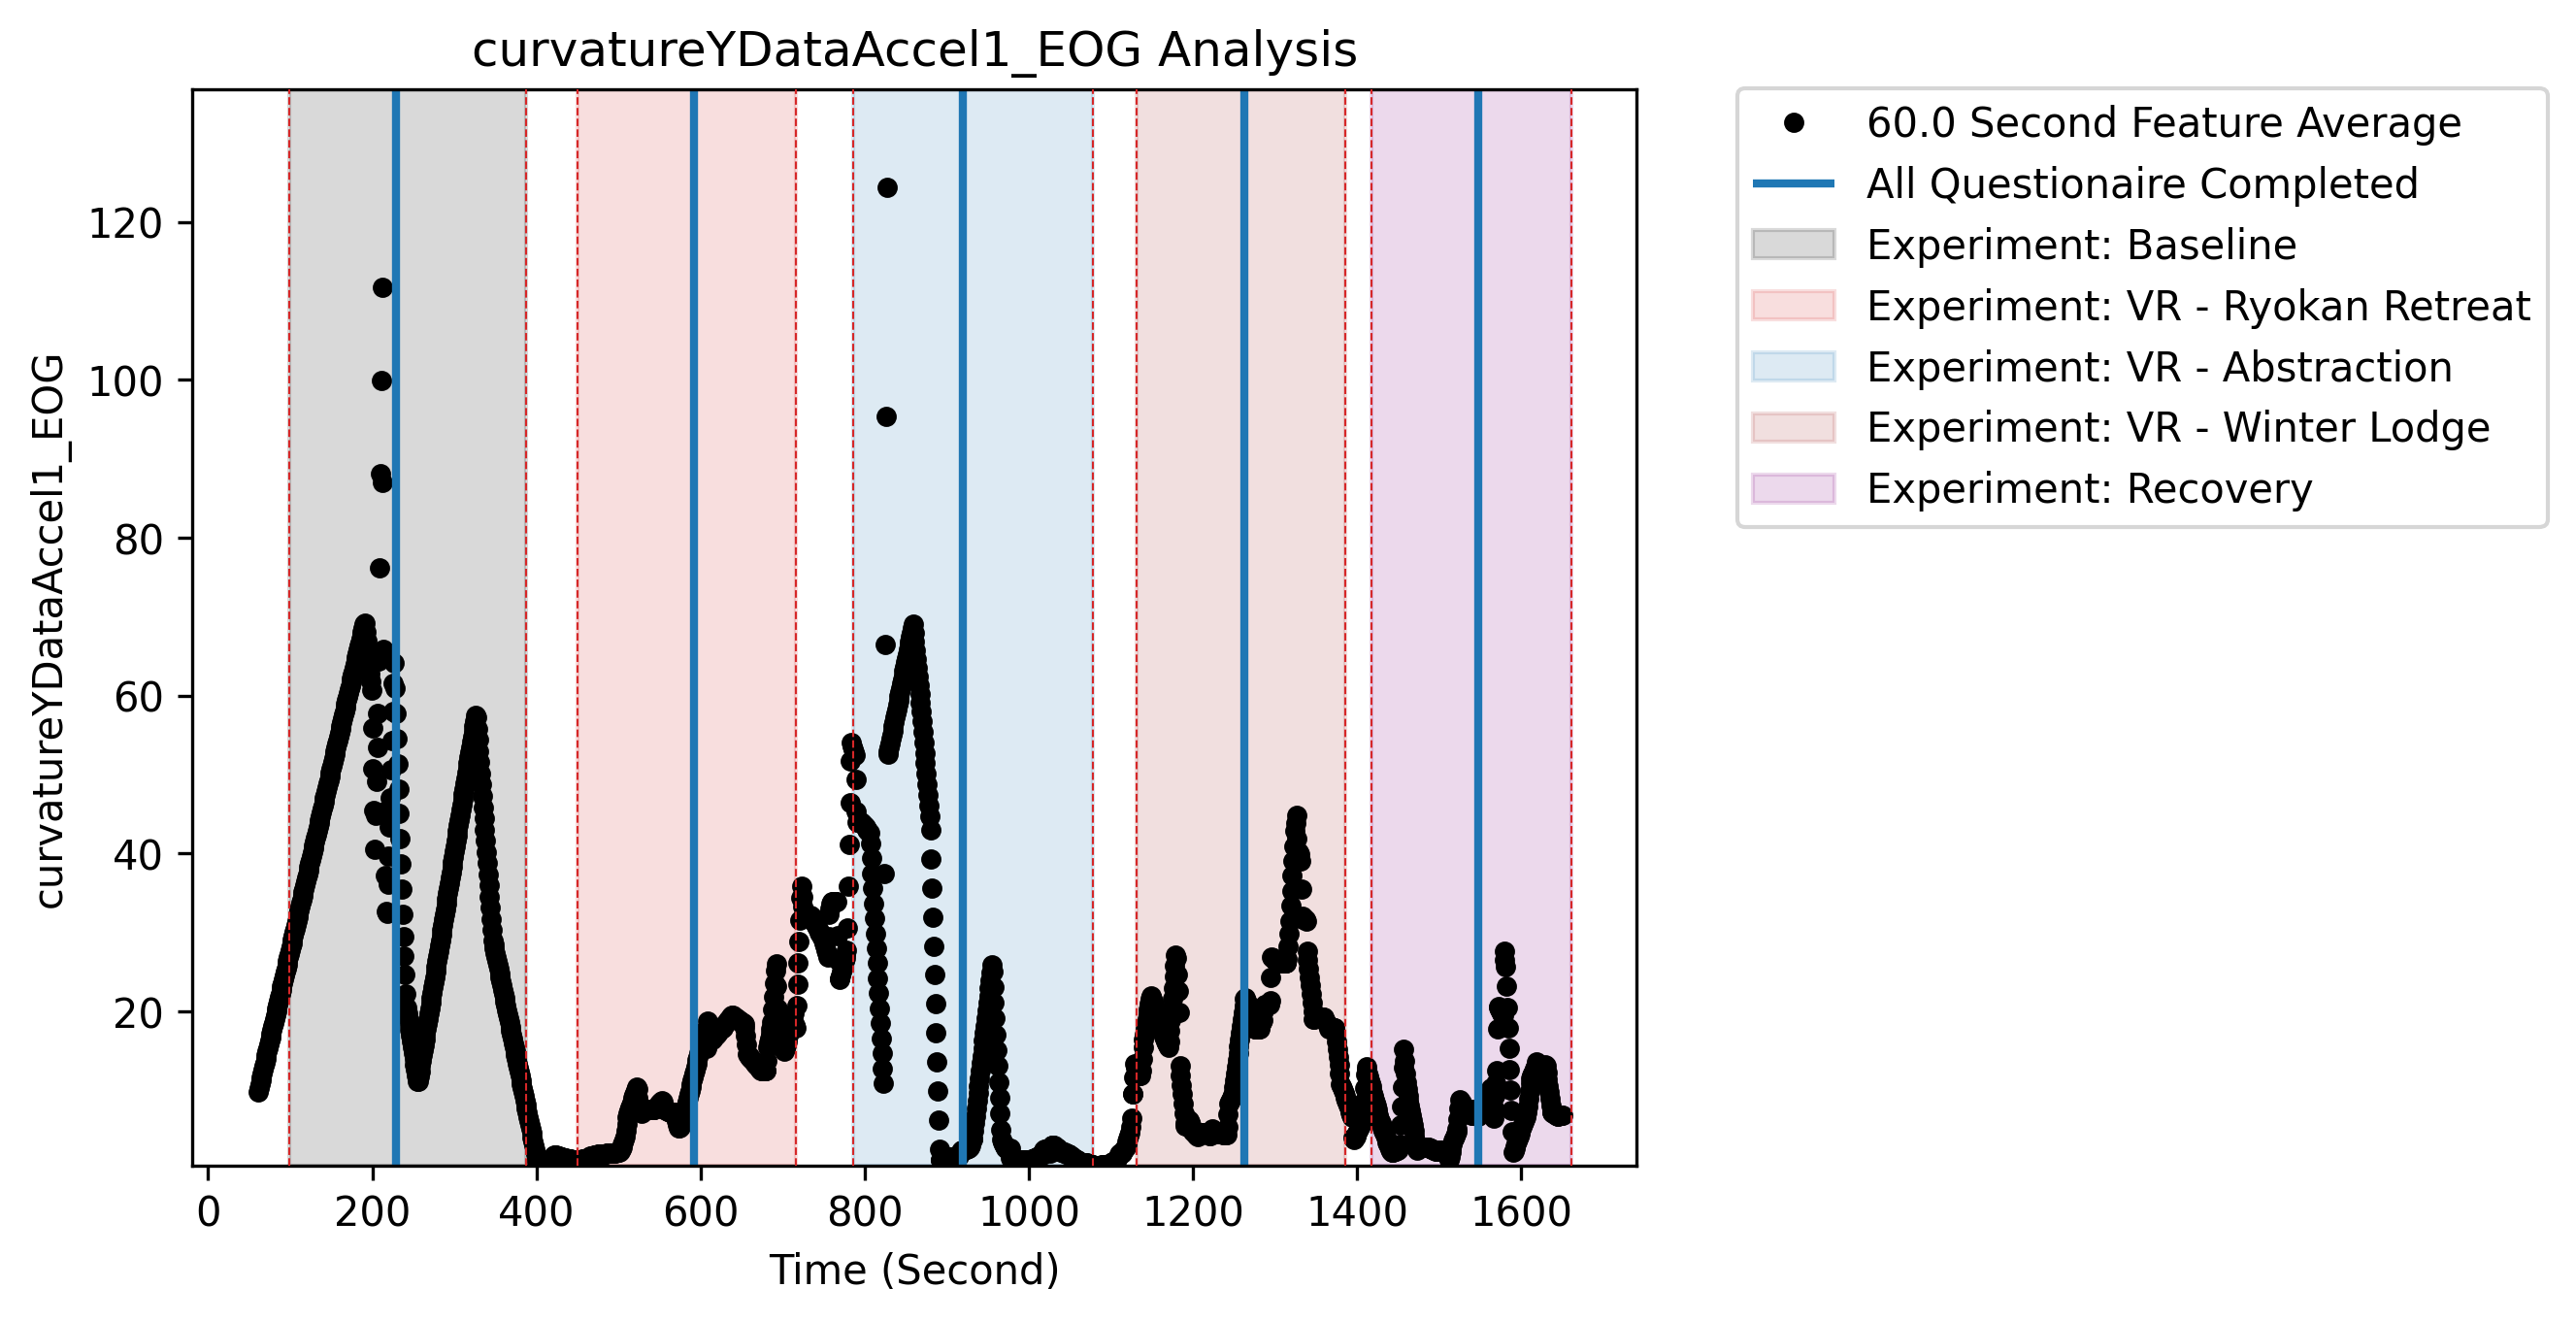 curvatureYDataAccel1_EOG Analysis
curvatureYDataAccel1_EOG
120
100
80
60
40
20
0 200 400 600 800 1000 1200 1400 1600
Time (Second)
60.0 Second Feature Average
All Questionaire Completed
Experiment: Baseline
Experiment: VR - Ryokan Retreat
Experiment: VR - Abstraction
Experiment: VR - Winter Lodge
Experiment: Recovery